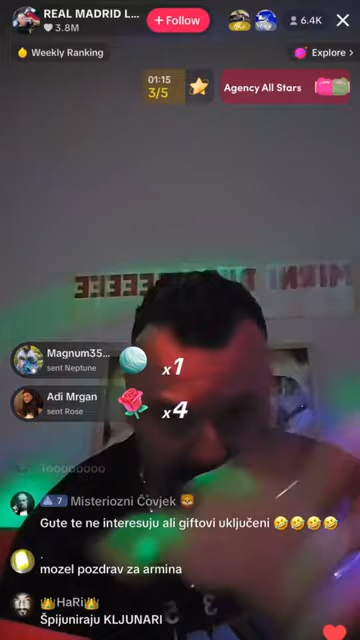 REAL MADRID L...
3.8M
+ Follow
6.4K
Weekly Ranking
Explore >
01:15
3/5
Agency All Stars
Magnum35...
sent Neptune
x1
Adi Mrgan
sent Rose
x4
7 Misteriozni Čovjek 🦁
Gute te ne interesuju ali giftovi uključeni 🤣🤣🤣🤣
.
mozel pozdrav za armina
👑HaRi👑
Špijuniraju KLJUNARI